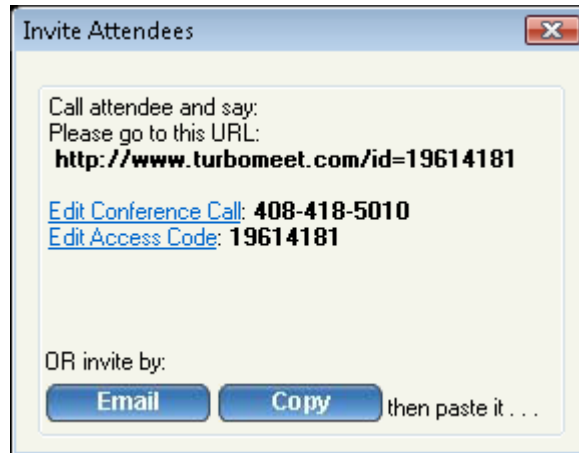 Invite Attendees
Call attendee and say:
Please go to this URL:
http://www.turbomeet.com/id=19614181
Edit Conference Call: 408-418-5010
Edit Access Code: 19614181
OR invite by:
Email Copy then paste it . . .